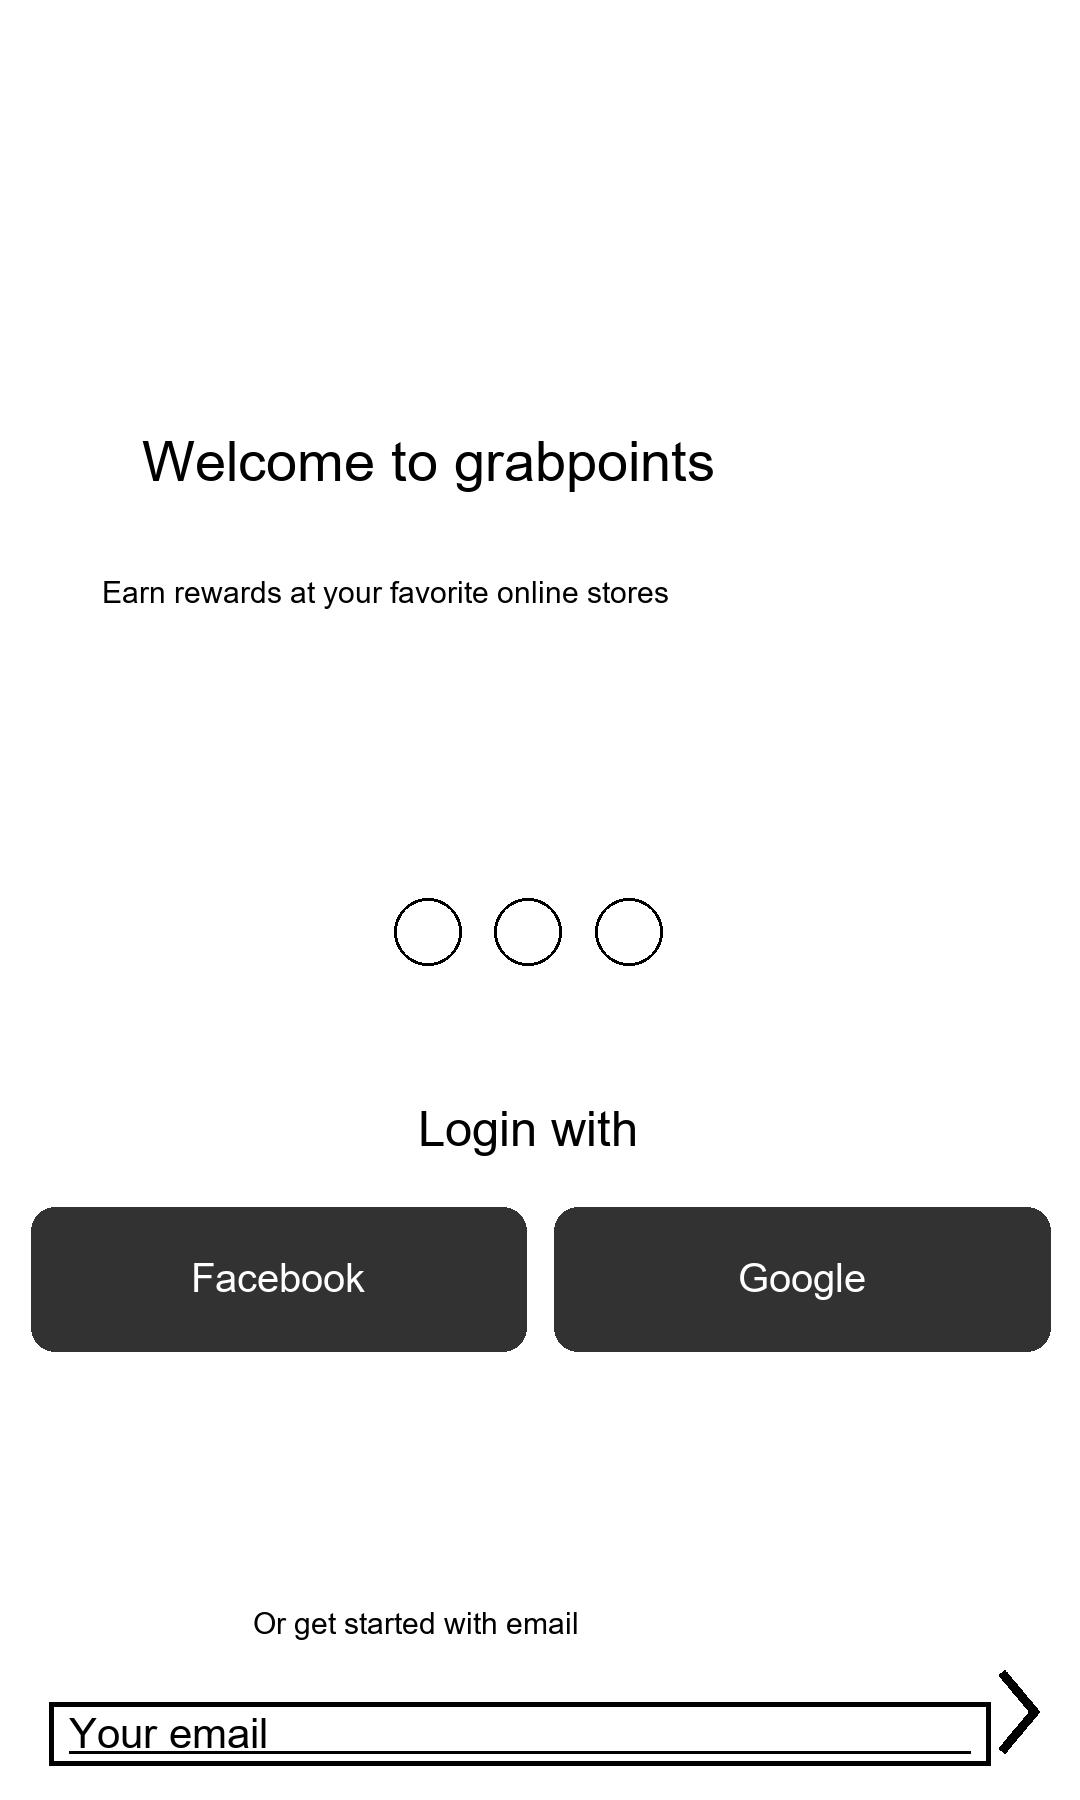 Welcome to grabpoints
Earn rewards at your favorite online stores
Login with
Facebook
Google
Or get started with email
Your email